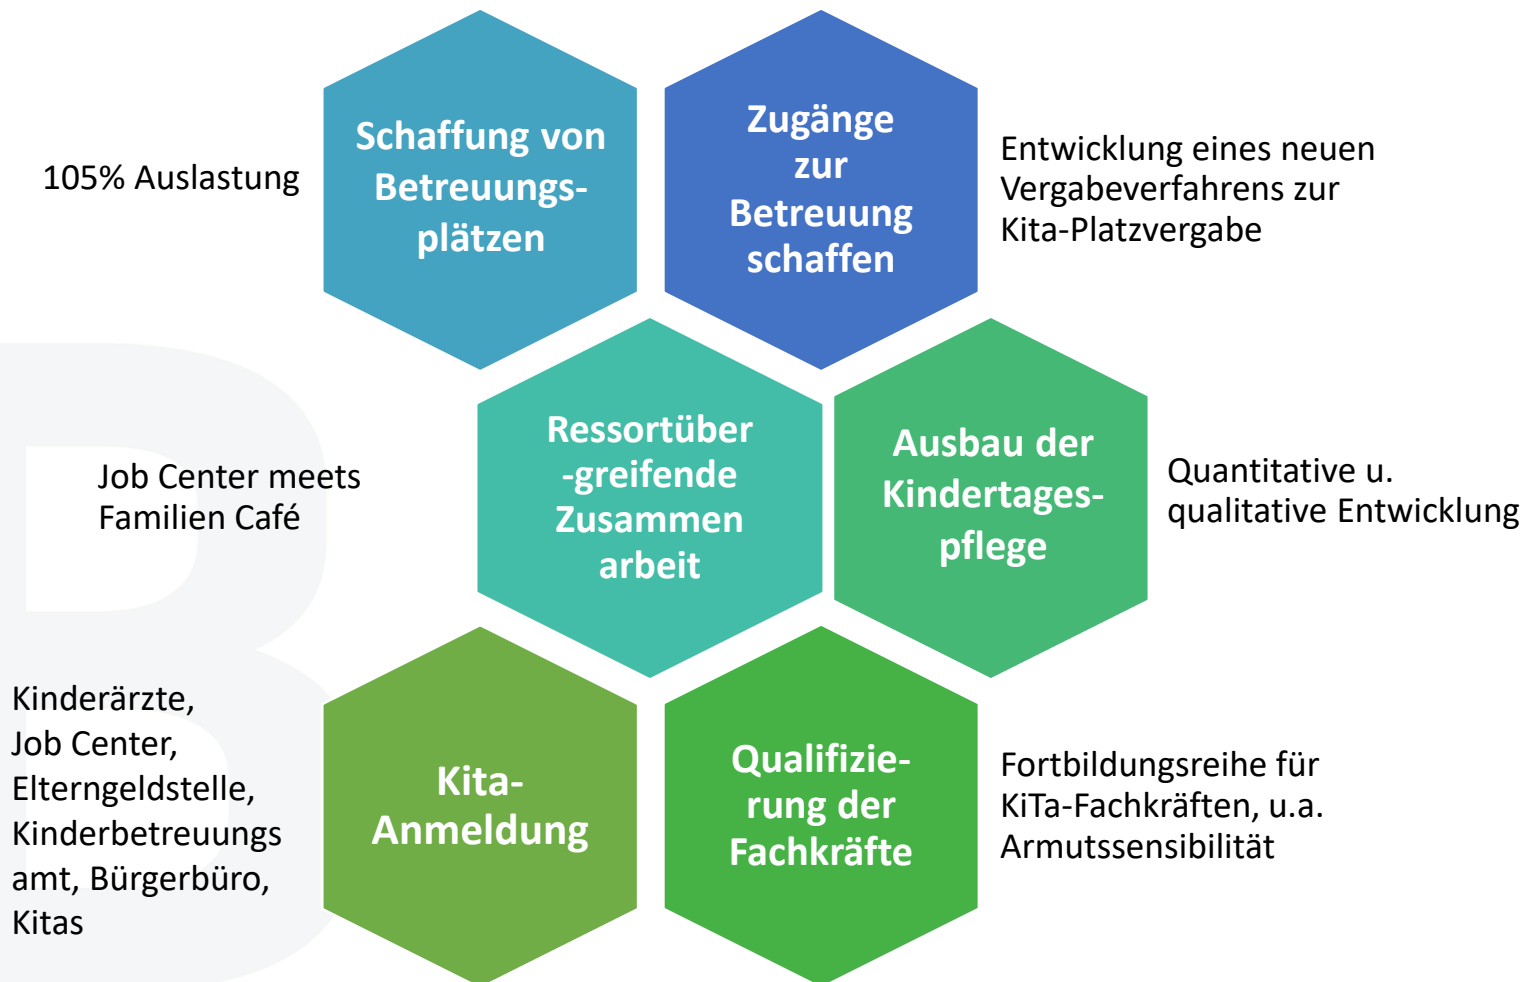 105% Auslastung
Schaffung von
Betreuungs-
plätzen
Zugänge
zur
Betreuung
schaffen
Entwicklung eines neuen
Vergabeverfahrens zur
Kita-Platzvergabe
Job Center meets
Familien Café
Ressortüber
-greifende
Zusammen
arbeit
Ausbau der
Kindertages-
pflege
Quantitative u.
qualitative Entwicklung
Kinderärzte,
Job Center,
Elterngeldstelle,
Kinderbetreuungs
amt, Bürgerbüro,
Kitas
Kita-
Anmeldung
Qualifizie-
rung der
Fachkräfte
Fortbildungsreihe für
KiTa-Fachkräften, u.a.
Armutssensibilität
B